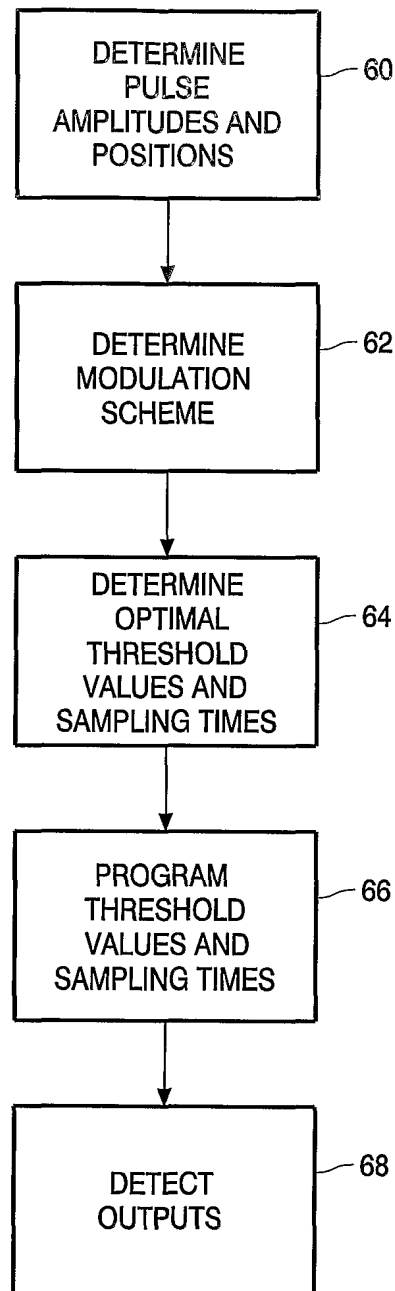 DETERMINE
PULSE
AMPLITUDES AND
POSITIONS
60
DETERMINE
MODULATION
SCHEME
62
DETERMINE
OPTIMAL
THRESHOLD
VALUES AND
SAMPLING TIMES
64
PROGRAM
THRESHOLD
VALUES AND
SAMPLING TIMES
66
DETECT
OUTPUTS
68